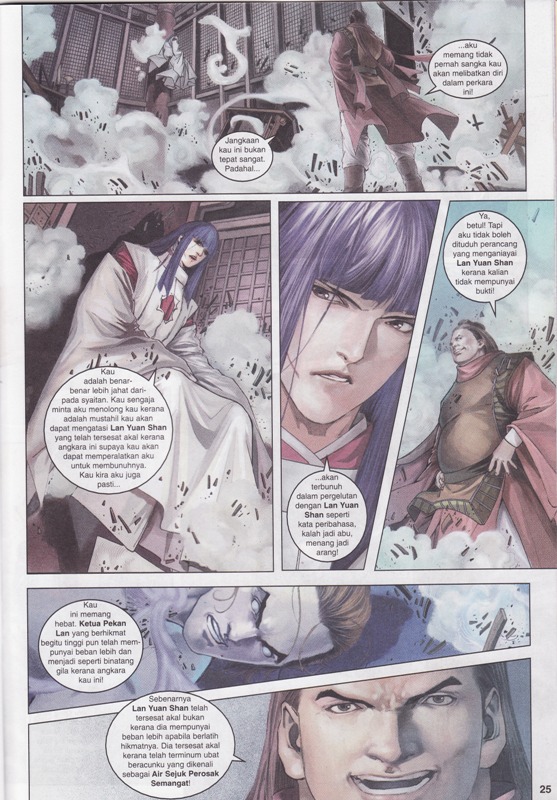 ...aku
memang tidak
pernah sangka kau
akan melibatkan diri
dalam perkara
ini!
Jangkaan
kau ini bukan
tepat sangat.
Padahal...
Kau
adalah benar-
benar lebih jahat dari-
pada syaitan. Kau sengaja
minta aku menolong kau kerana
adalah mustahil kau akan
dapat mengatasi Lan Yuan Shan
yang telah tersesat akal kerana
angkara ini supaya kau akan
dapat memperalatkan aku
untuk membunuhnya.
Kau kira aku juga
pasti...
...akan
terbunuh
dalam pergelutan
dengan Lan Yuan
Shan seperti
kata peribahasa,
kalah jadi abu,
menang jadi
arang!
Ya,
betul! Tapi
aku tidak boleh
dituduh perancang
yang menganiayai
Lan Yuan Shan
kerana kalian
tidak mempunyai
bukti!
Kau
ini memang
hebat. Ketua Pekan
Lan yang berhikmat
begitu tinggi pun telah mem-
punyai beban lebih dan
menjadi seperti binatang
gila kerana angkara
kau ini!
Sebenarnya
Lan Yuan Shan telah
tersesat akal bukan
kerana dia mempunyai
beban lebih apabila berlatih
hikmatnya. Dia tersesat akal
kerana telah terminum ubat
beracunku yang dikenali
sebagai Air Sejuk Perosak
Semangat!
25